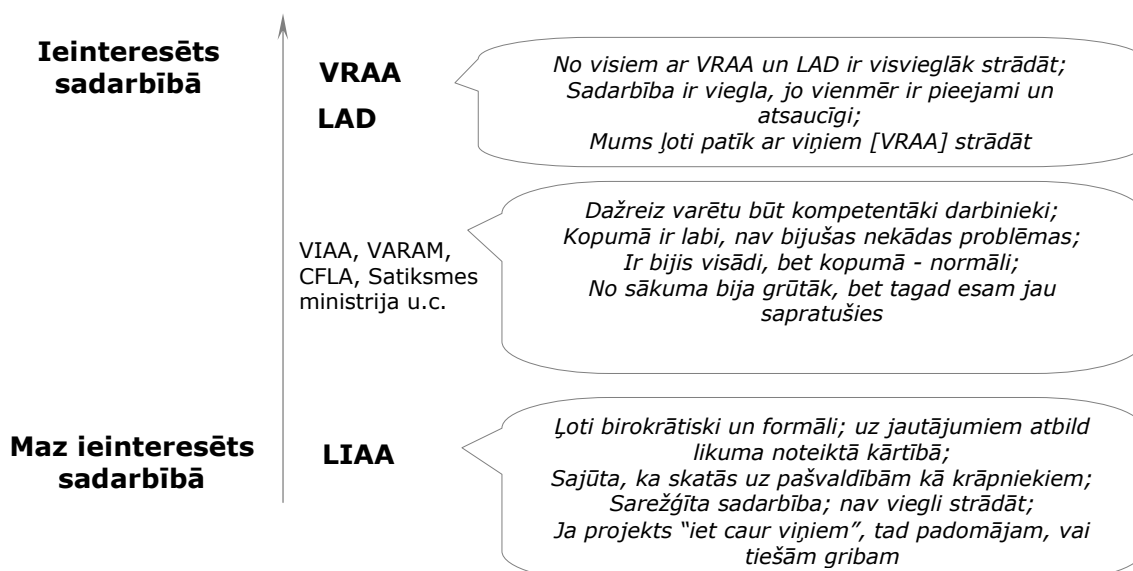 Ieinteresēts
sadarbībā
VRAA
LAD
No visiem ar VRAA un LAD ir visvieglāk strādāt;
Sadarbība ir viegla, jo vienmēr ir pieejami un
atsaucīgi;
Mums ļoti patīk ar viņiem [VRAA] strādāt
VIAA, VARAM,
CFLA, Satiksmes
ministrija u.c.
Dažreiz varētu būt kompetentāki darbinieki;
Kopumā ir labi, nav bijušas nekādas problēmas;
Ir bijis visādi, bet kopumā - normāli;
No sākuma bija grūtāk, bet tagad esam jau
sapratušies
Maz ieinteresēts
sadarbībā
LIAA
Ļoti birokrātiski un formāli; uz jautājumiem atbild
likuma noteiktā kārtībā;
Sajūta, ka skatās uz pašvaldībām kā krāpniekiem;
Sarežģīta sadarbība; nav viegli strādāt;
Ja projekts “iet caur viņiem”, tad padomājam, vai
tiešām gribam